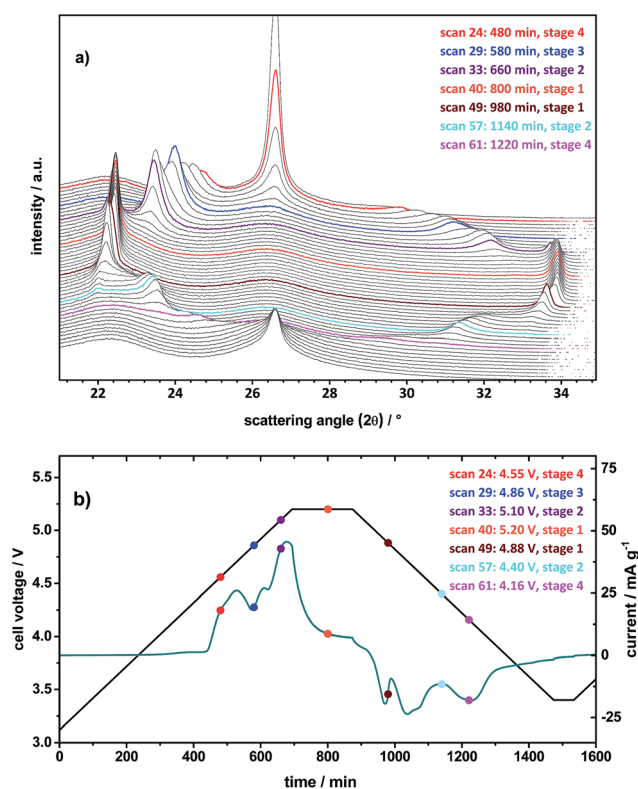 a)
scan 24: 480 min, stage 4
scan 29: 580 min, stage 3
scan 33: 660 min, stage 2
scan 40: 800 min, stage 1
scan 49: 980 min, stage 1
scan 57: 1140 min, stage 2
scan 61: 1220 min, stage 4
intensity / a.u.
22 24 26 28 30 32 34
scattering angle (2θ) / °
b)
scan 24: 4.55 V, stage 4
scan 29: 4.86 V, stage 3
scan 33: 5.10 V, stage 2
scan 40: 5.20 V, stage 1
scan 49: 4.88 V, stage 1
scan 57: 4.40 V, stage 2
scan 61: 4.16 V, stage 4
cell voltage / V
5.5
5.0
4.5
4.0
3.5
3.0
75
50
25
0
-25
current / mA g⁻¹
0 200 400 600 800 1000 1200 1400 1600
time / min